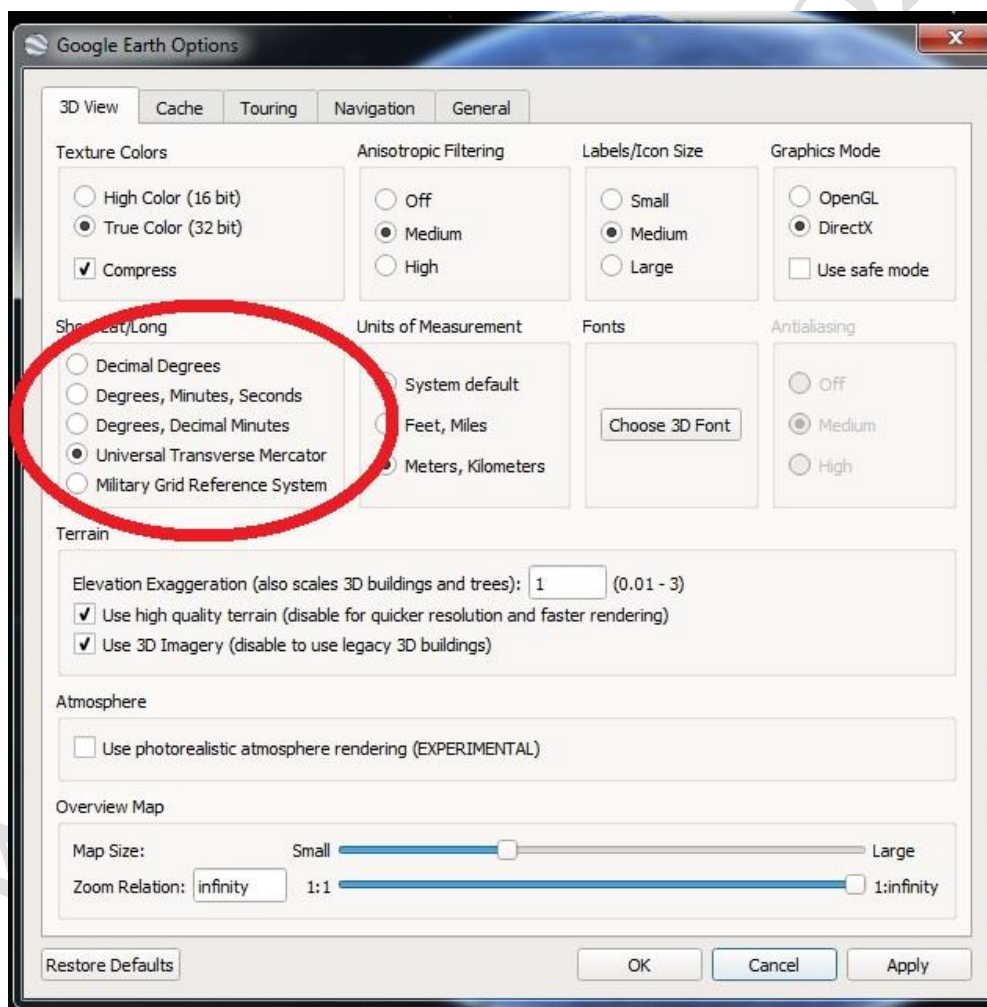 Google Earth Options
3D View Cache Touring Navigation General
Texture Colors
High Color (16 bit)
True Color (32 bit)
Compress
Anisotropic Filtering
Off
Medium
High
Labels/Icon Size
Small
Medium
Large
Graphics Mode
OpenGL
DirectX
Use safe mode
Show Lat/Long
Decimal Degrees
Degrees, Minutes, Seconds
Degrees, Decimal Minutes
Universal Transverse Mercator
Military Grid Reference System
Units of Measurement
System default
Feet, Miles
Meters, Kilometers
Fonts
Choose 3D Font
Antialiasing
Off
Medium
High
Terrain
Elevation Exaggeration (also scales 3D buildings and trees): 1 (0.01 - 3)
Use high quality terrain (disable for quicker resolution and faster rendering)
Use 3D Imagery (disable to use legacy 3D buildings)
Atmosphere
Use photorealistic atmosphere rendering (EXPERIMENTAL)
Overview Map
Map Size: Small Large
Zoom Relation: infinity 1:1 1:infinity
Restore Defaults OK Cancel Apply